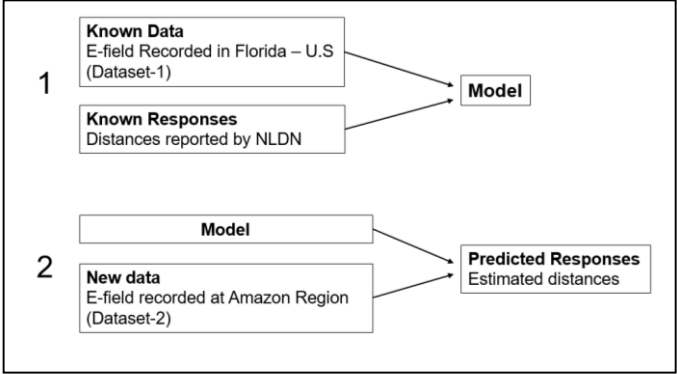 1
Known Data
E-field Recorded in Florida – U.S
(Dataset-1)
Known Responses
Distances reported by NLDN
Model
2
Model
New data
E-field recorded at Amazon Region
(Dataset-2)
Predicted Responses
Estimated distances